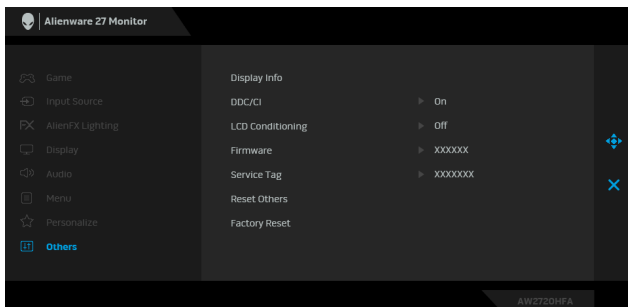 Alienware 27 Monitor
Game
Input Source
AlienFX Lighting
Display
Audio
Menu
Personalize
Others
Display Info
DDC/CI On
LCD Conditioning Off
Firmware XXXXXX
Service Tag XXXXXXX
Reset Others
Factory Reset
AW2720HFA